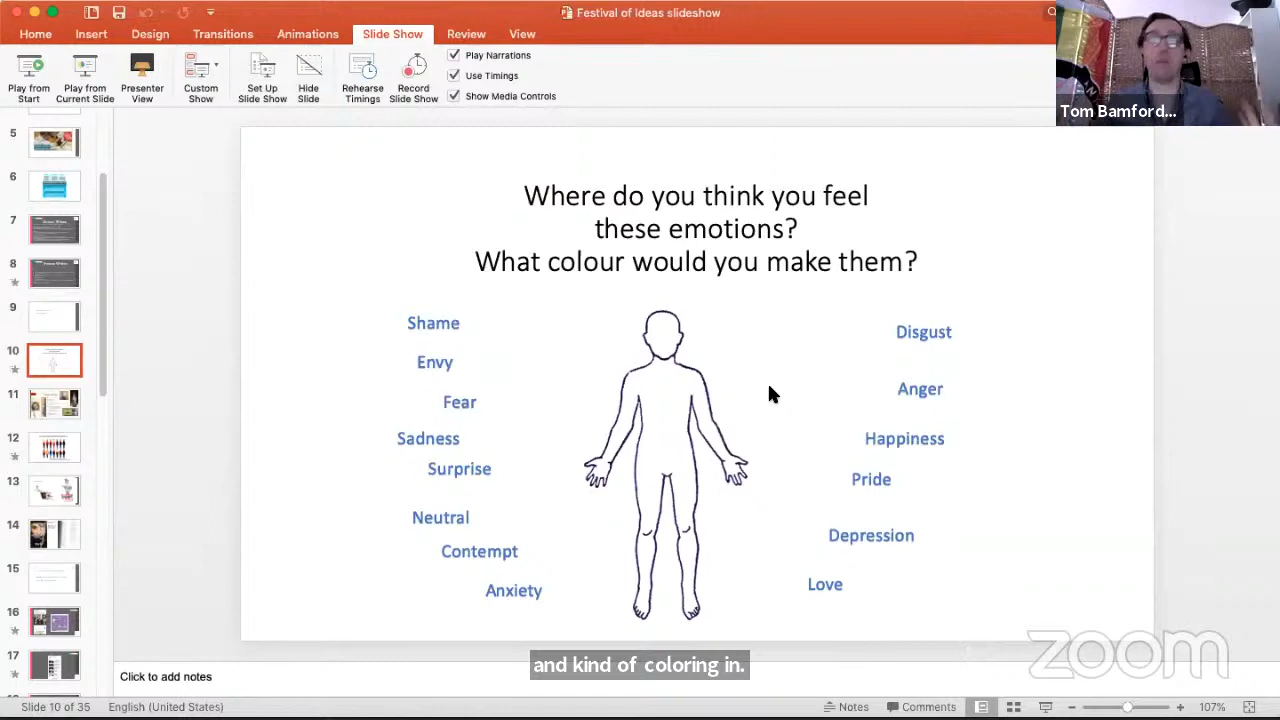 Festival of Ideas slideshow
Home Insert Design Transitions Animations Slide Show Review View
Play from Start
Play from Current Slide
Presenter View
Custom Show
Set Up Slide Show
Hide Slide
Rehearse Timings
Record Slide Show
Play Narrations
Use Timings
Show Media Controls
Tom Bamford...
5
6
7
8
9
10
11
12
13
14
15
16
17
Where do you think you feel
these emotions?
What colour would you make them?
Shame
Envy
Fear
Sadness
Surprise
Neutral
Contempt
Anxiety
Disgust
Anger
Happiness
Pride
Depression
Love
and kind of coloring in.
zoom
Click to add notes
Slide 10 of 35 English (United States) Notes Comments 107%